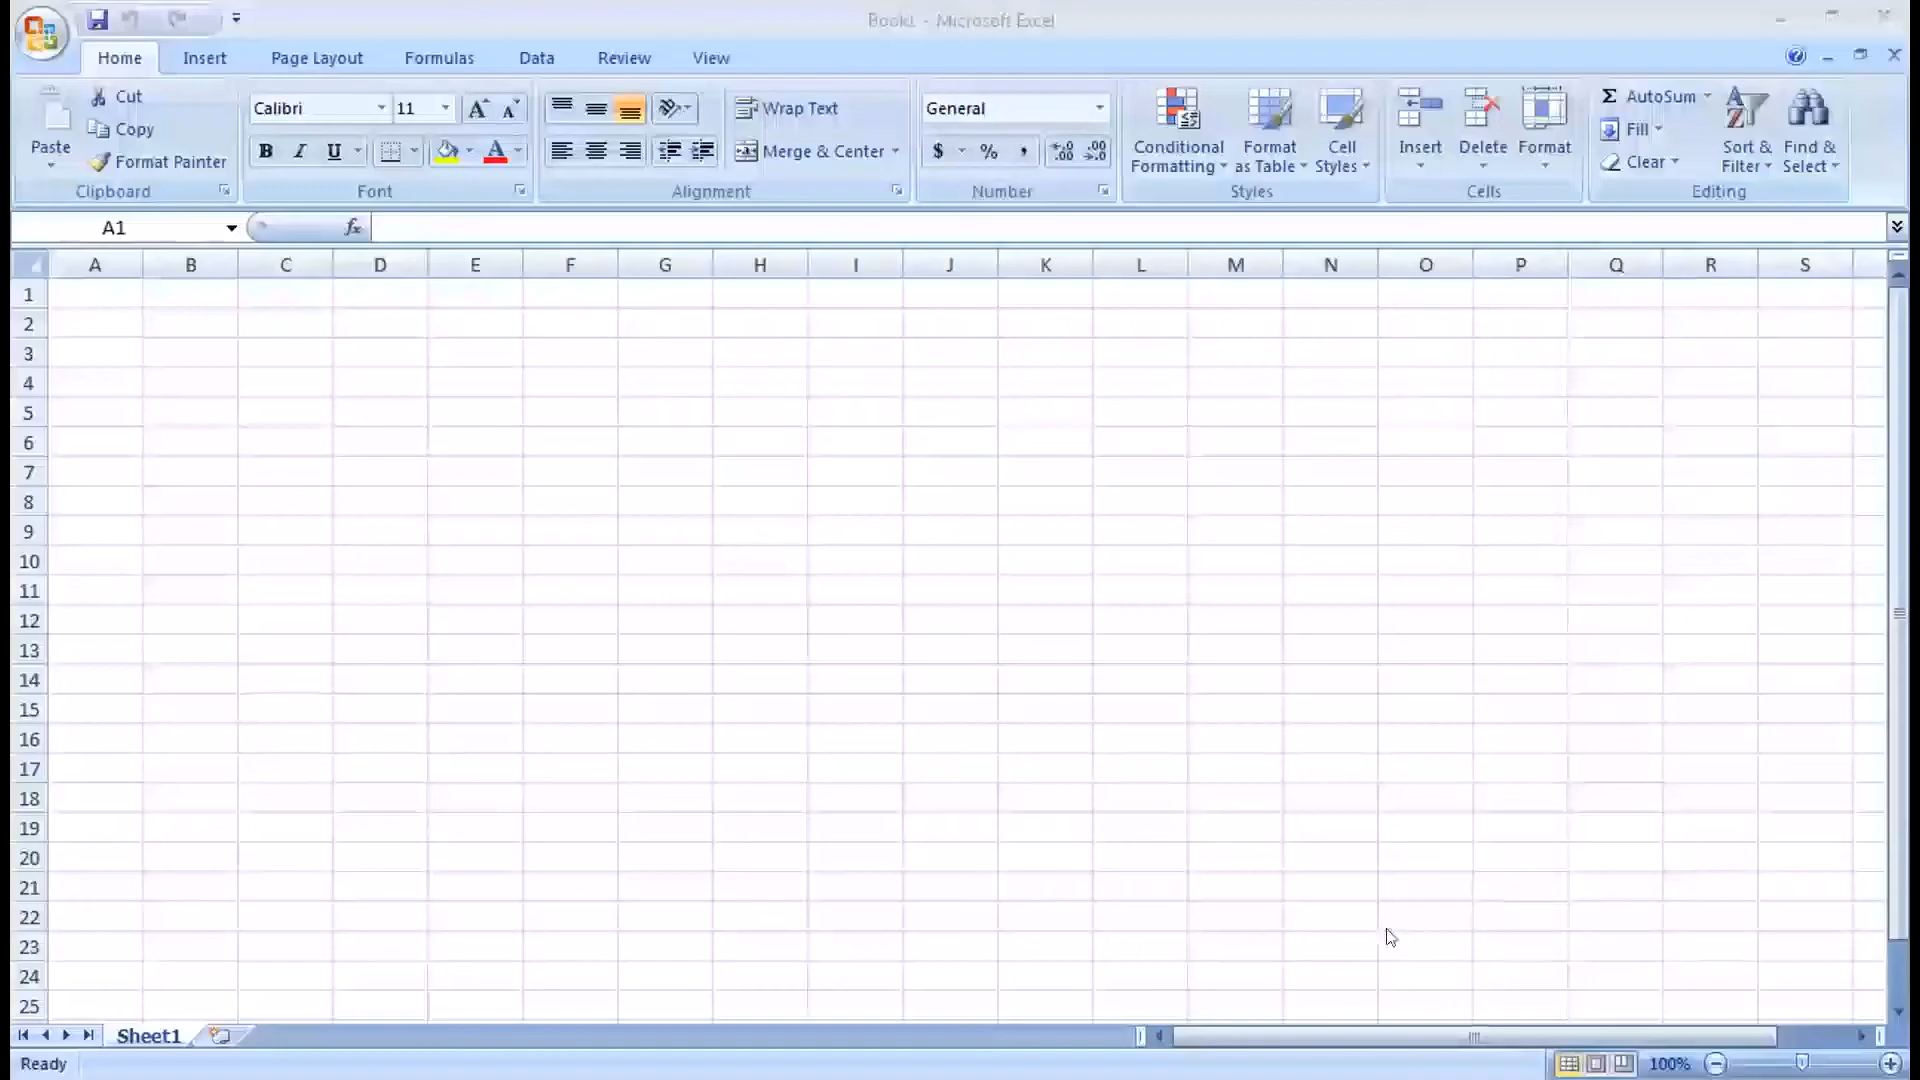 Book1 - Microsoft Excel
Home Insert Page Layout Formulas Data Review View
Paste
Cut
Copy
Format Painter
Clipboard
Calibri 11
B I U A
Font
Wrap Text
Merge & Center
Alignment
General
$ % ,
Number
Conditional Formatting
Format as Table
Cell Styles
Styles
Insert Delete Format
Cells
Σ AutoSum
Fill
Clear
Sort & Filter
Find & Select
Editing
A1 fx
A B C D E F G H I J K L M N O P Q R S
1
2
3
4
5
6
7
8
9
10
11
12
13
14
15
16
17
18
19
20
21
22
23
24
25
Sheet1
Ready 100%